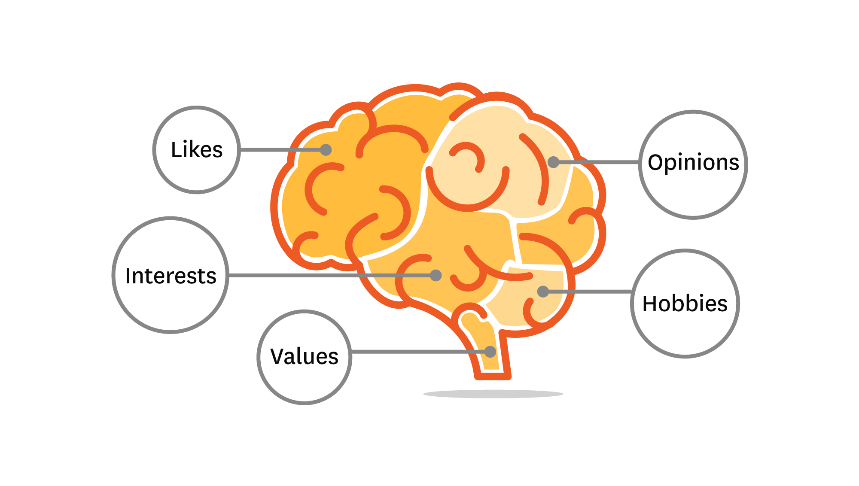 Likes
Opinions
Interests
Hobbies
Values